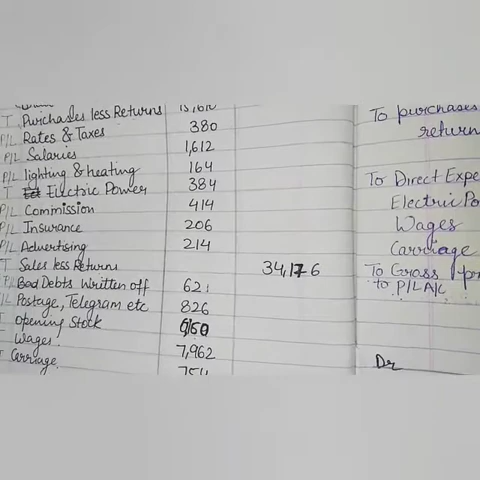 T Purchases less Returns
P/L Rates & Taxes 380
P/L Salaries 1,612
P/L lighting & heating 164
T Electric Power 384
P/L Commission 414
P/L Insurance 206
P/L Advertising 214
T Sales less Returns 34,176
P/L Bad Debts Written off 621
Postage, Telegram etc 826
T Opening Stock
Wages. 7,962
T Carriage
To purchases
return
To Direct Expe
Electric Po
Wages
Carriage
To Gross
to P/L A/c
Dr